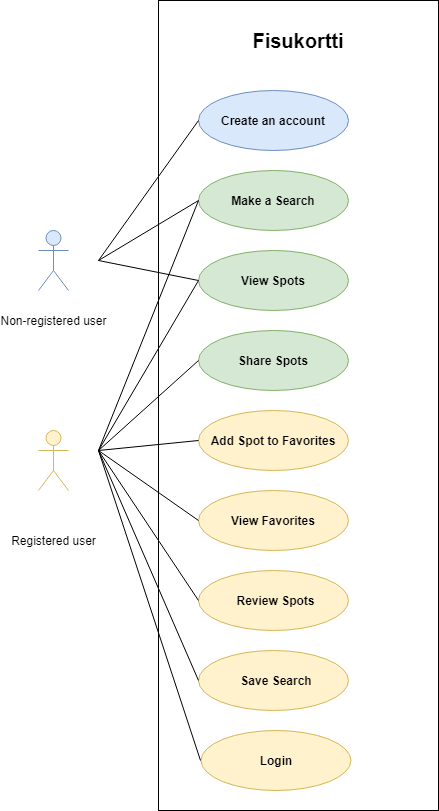 Fisukortti
Create an account
Make a Search
View Spots
Non-registered user
Share Spots
Add Spot to Favorites
View Favorites
Registered user
Review Spots
Save Search
Login